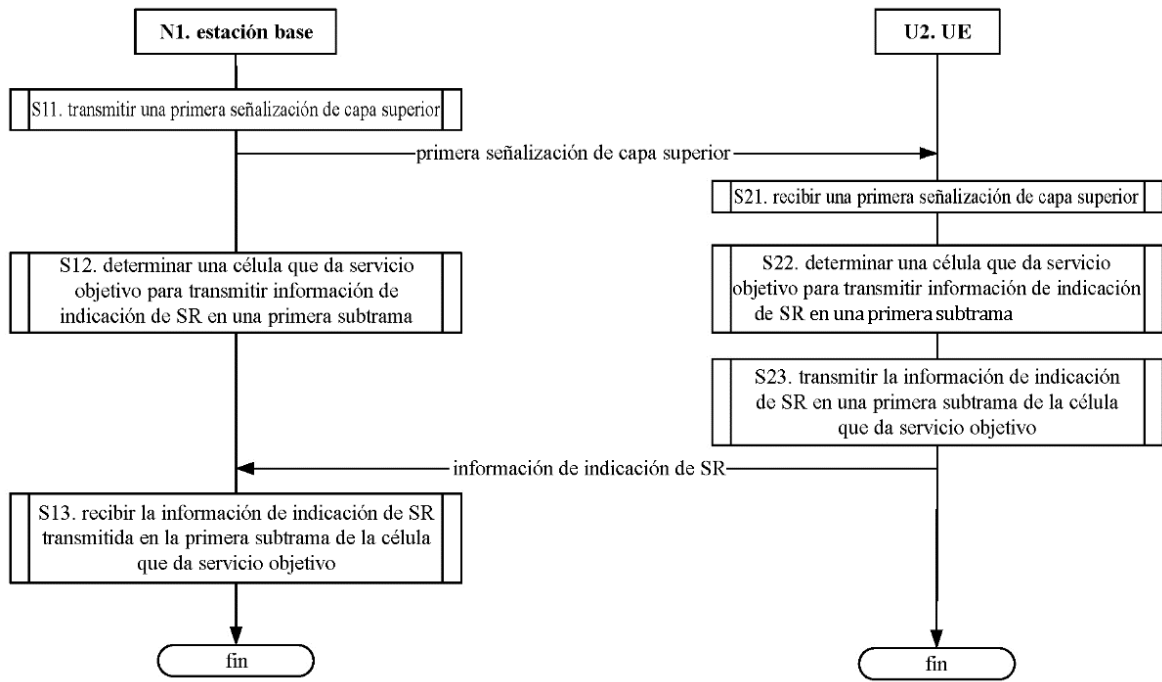 N1. estación base
U2. UE
S11. transmitir una primera señalización de capa superior
primera señalización de capa superior
S21. recibir una primera señalización de capa superior
S12. determinar una célula que da servicio
objetivo para transmitir información de
indicación de SR en una primera subtrama
S22. determinar una célula que da servicio
objetivo para transmitir información de indicación
de SR en una primera subtrama
S23. transmitir la información de indicación
de SR en una primera subtrama de la célula
que da servicio objetivo
información de indicación de SR
S13. recibir la información de indicación de SR
transmitida en la primera subtrama de la célula
que da servicio objetivo
fin
fin